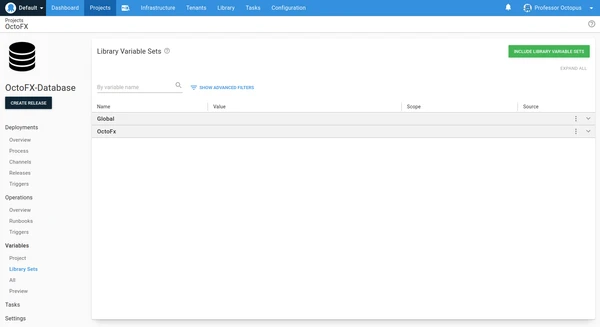 Default Dashboard Projects Infrastructure Tenants Library Tasks Configuration Professor Octopus
Projects
OctoFX
Library Variable Sets
INCLUDE LIBRARY VARIABLE SETS
EXPAND ALL
OctoFX-Database
By variable name SHOW ADVANCED FILTERS
CREATE RELEASE
Name Value Scope Source
Global
OctoFx
Deployments
Overview
Process
Channels
Releases
Triggers
Operations
Overview
Runbooks
Triggers
Variables
Project
Library Sets
All
Preview
Tasks
Settings